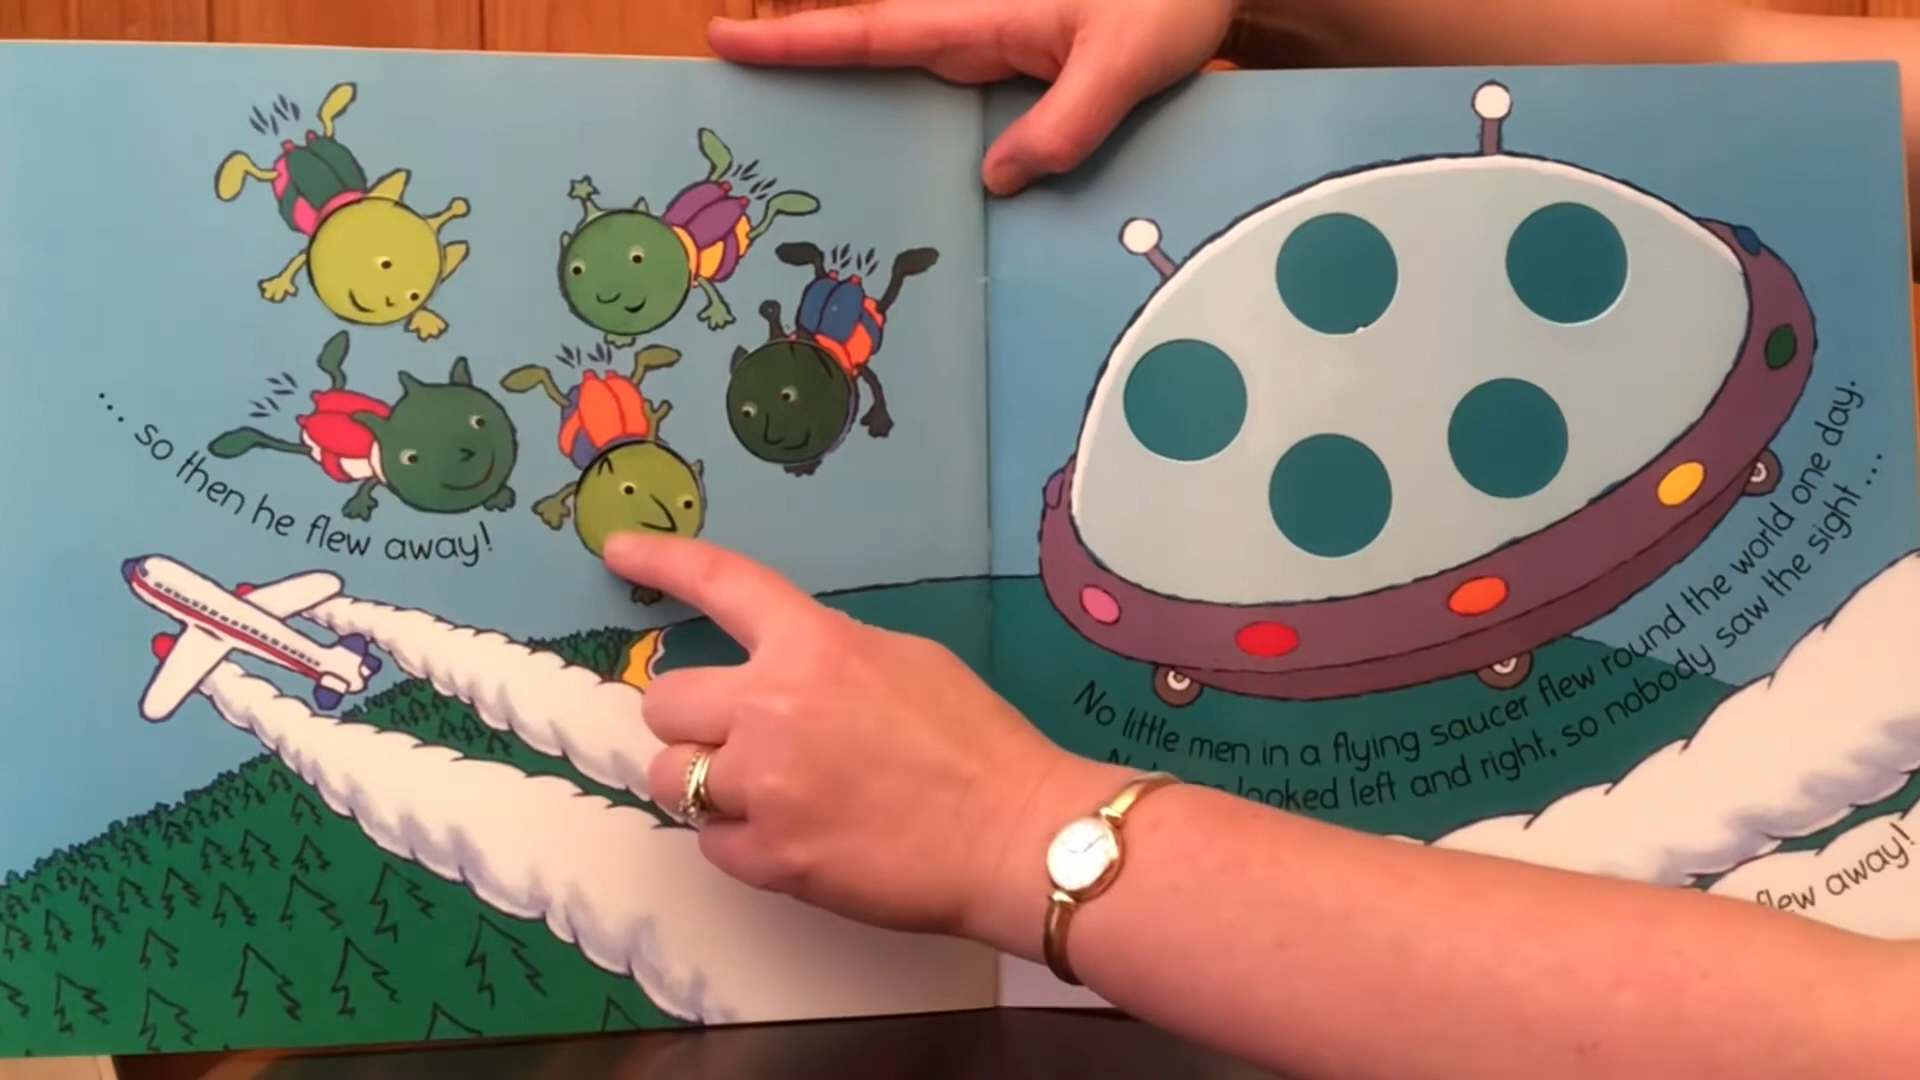 ... so then he flew away!
No little men in a flying saucer flew round the world one day.
looked left and right, so nobody saw the sight ...
flew away!